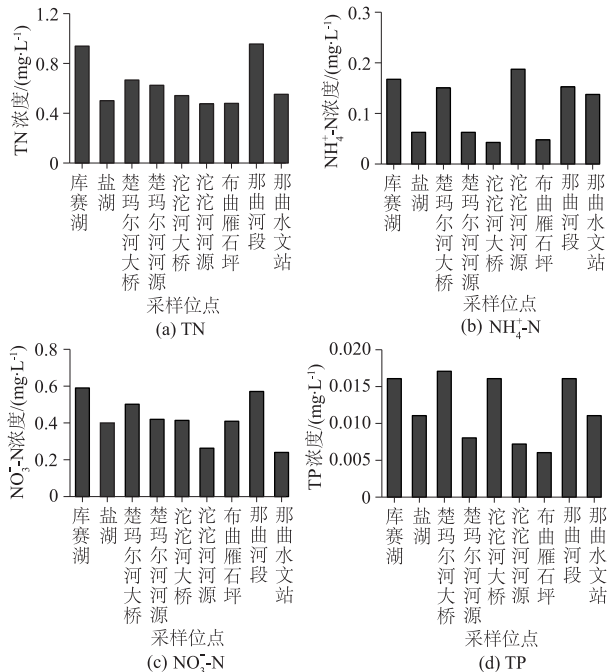 TN 浓度/(mg·L⁻¹)
1.2
0.8
0.4
0
库赛湖
盐湖
楚玛尔河大桥
楚玛尔河河源
沱沱河大桥
沱沱河河源
布曲雁石坪
那曲河段
那曲水文站
采样位点
(a) TN
NH₄⁺-N浓度/(mg·L⁻¹)
0.3
0.2
0.1
0
库赛湖
盐湖
楚玛尔河大桥
楚玛尔河河源
沱沱河大桥
沱沱河河源
布曲雁石坪
那曲河段
那曲水文站
采样位点
(b) NH₄⁺-N
NO₃⁻-N浓度/(mg·L⁻¹)
0.8
0.6
0.4
0.2
0
库赛湖
盐湖
楚玛尔河大桥
楚玛尔河河源
沱沱河大桥
沱沱河河源
布曲雁石坪
那曲河段
那曲水文站
采样位点
(c) NO₃⁻-N
TP浓度/(mg·L⁻¹)
0.020
0.015
0.010
0.005
0
库赛湖
盐湖
楚玛尔河大桥
楚玛尔河河源
沱沱河大桥
沱沱河河源
布曲雁石坪
那曲河段
那曲水文站
采样位点
(d) TP